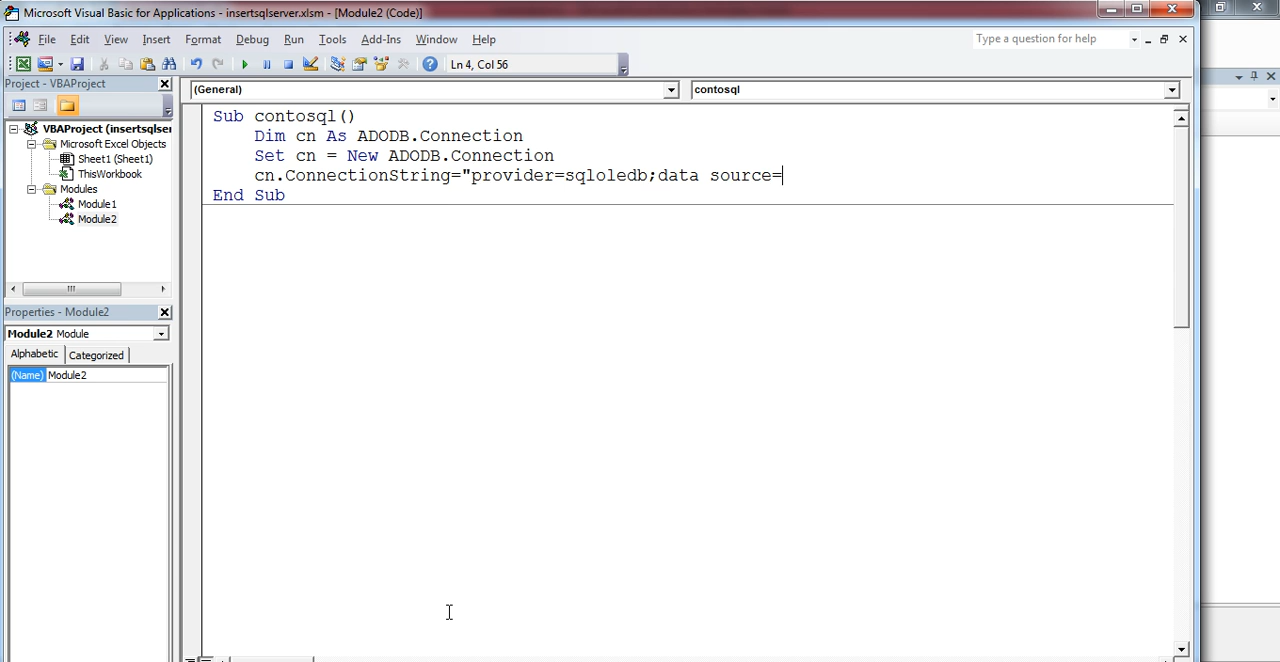 Microsoft Visual Basic for Applications - insertsqlserver.xlsm - [Module2 (Code)]
File Edit View Insert Format Debug Run Tools Add-Ins Window Help
Type a question for help
Ln 4, Col 56
Project - VBAProject
(General)
contosql
VBAProject (insertsqlser
Microsoft Excel Objects
Sheet1 (Sheet1)
ThisWorkbook
Modules
Module1
Module2
Sub contosql()
Dim cn As ADODB.Connection
Set cn = New ADODB.Connection
cn.ConnectionString="provider=sqloledb;data source=
End Sub
Properties - Module2
Module2 Module
Alphabetic Categorized
(Name) Module2